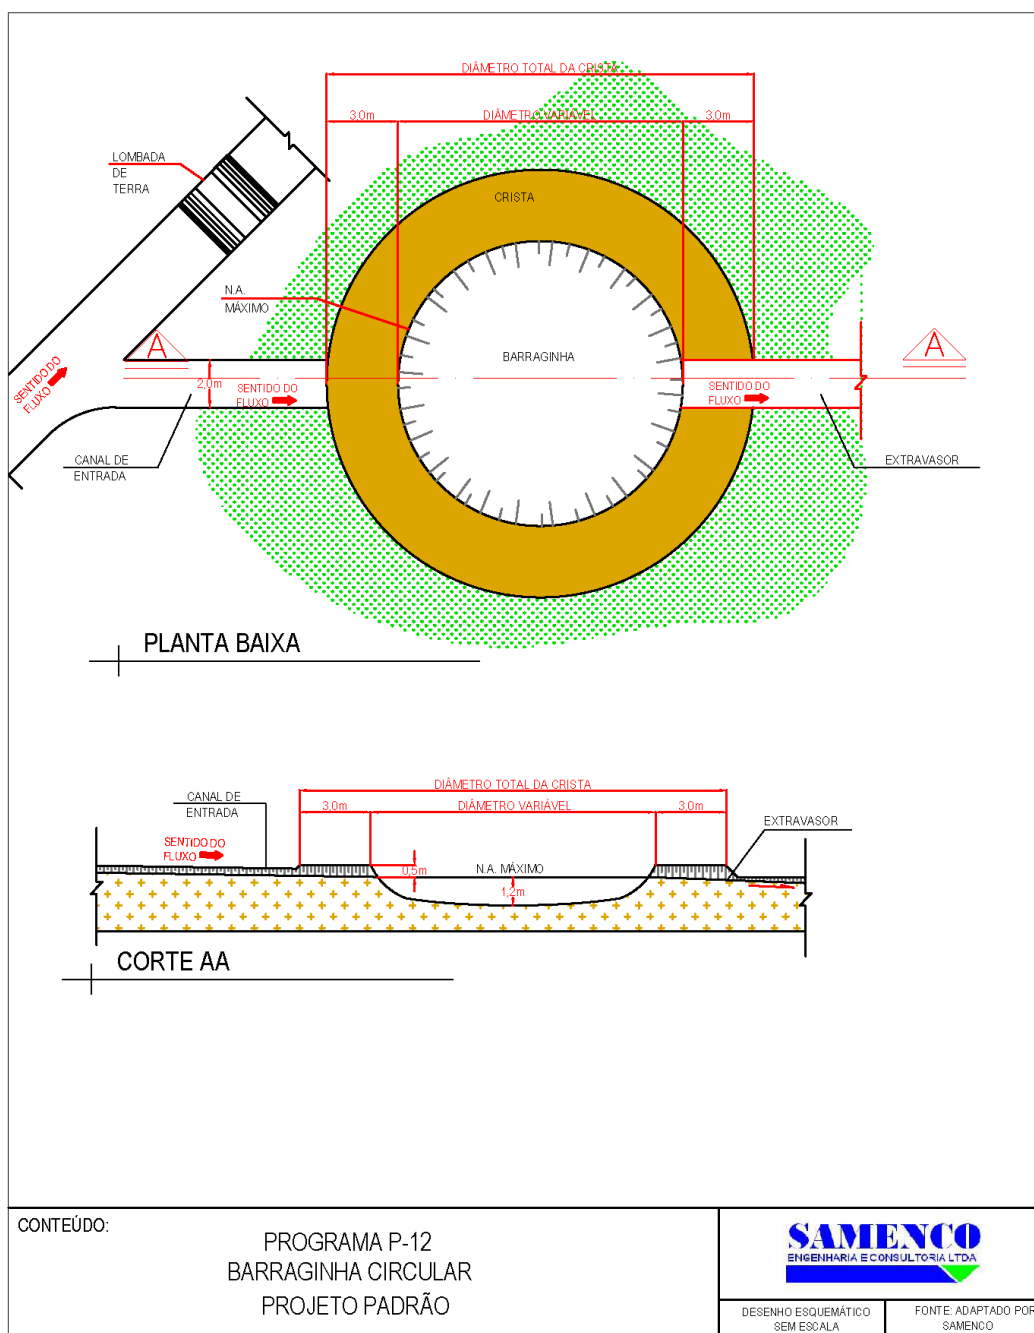 DIÂMETRO TOTAL DA CRISTA
3,0m
DIÂMETRO VARIÁVEL
3,0m
LOMBADA
DE
TERRA
CRISTA
N.A.
MÁXIMO
A
BARRAGINHA
A
SENTIDO DO
FLUXO
2,0m
SENTIDO DO
FLUXO
SENTIDO DO
FLUXO
CANAL DE
ENTRADA
EXTRAVASOR
PLANTA BAIXA
DIÂMETRO TOTAL DA CRISTA
CANAL DE
ENTRADA
3,0m
DIÂMETRO VARIÁVEL
3,0m
EXTRAVASOR
SENTIDO DO
FLUXO
0,5m
N.A. MÁXIMO
1,2m
CORTE AA
CONTEÚDO:
PROGRAMA P-12
BARRAGINHA CIRCULAR
PROJETO PADRÃO
SAMENCO
ENGENHARIA E CONSULTORIA LTDA
DESENHO ESQUEMÁTICO
SEM ESCALA
FONTE: ADAPTADO POR
SAMENCO